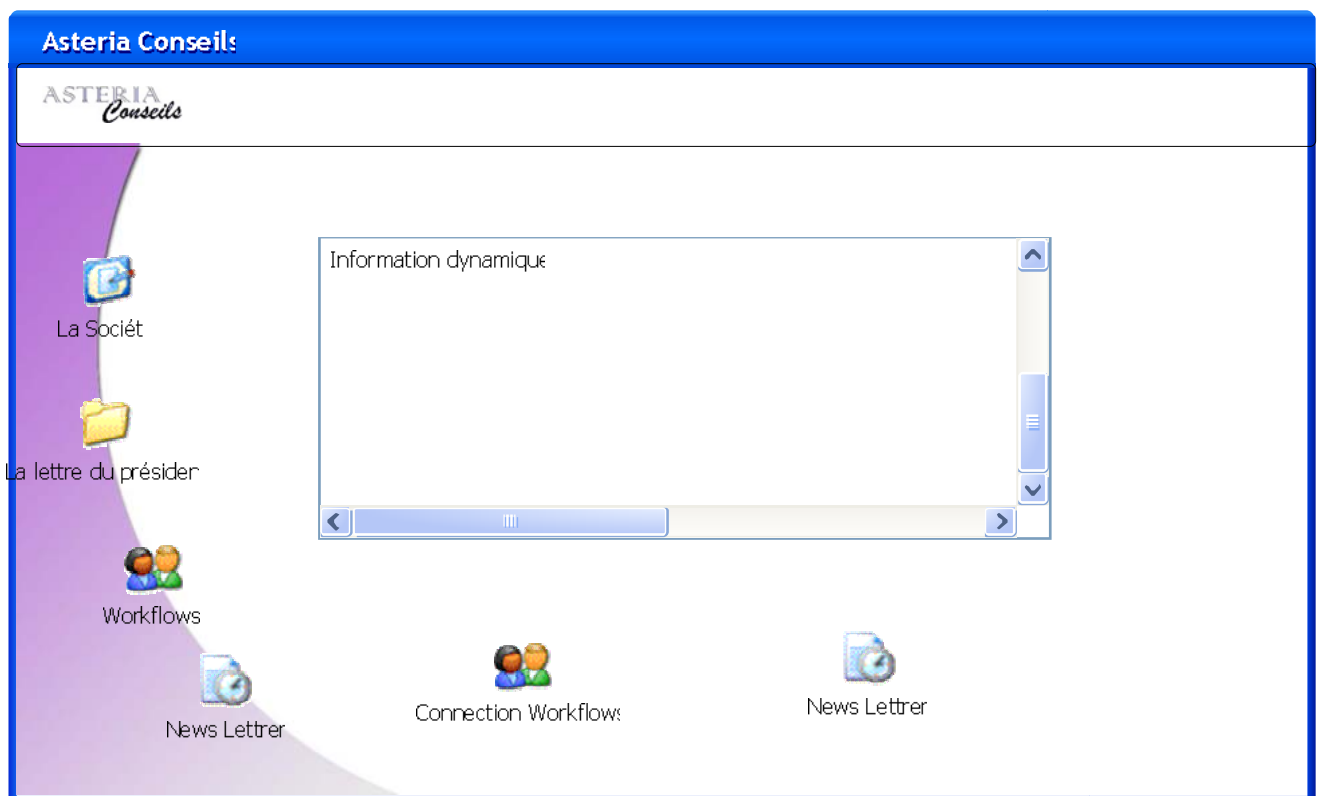 Asteria Conseils
ASTERIA
Conseils
Information dynamique
La Sociét
La lettre du présider
Workflows
News Lettrer
Connection Workflows
News Lettrer